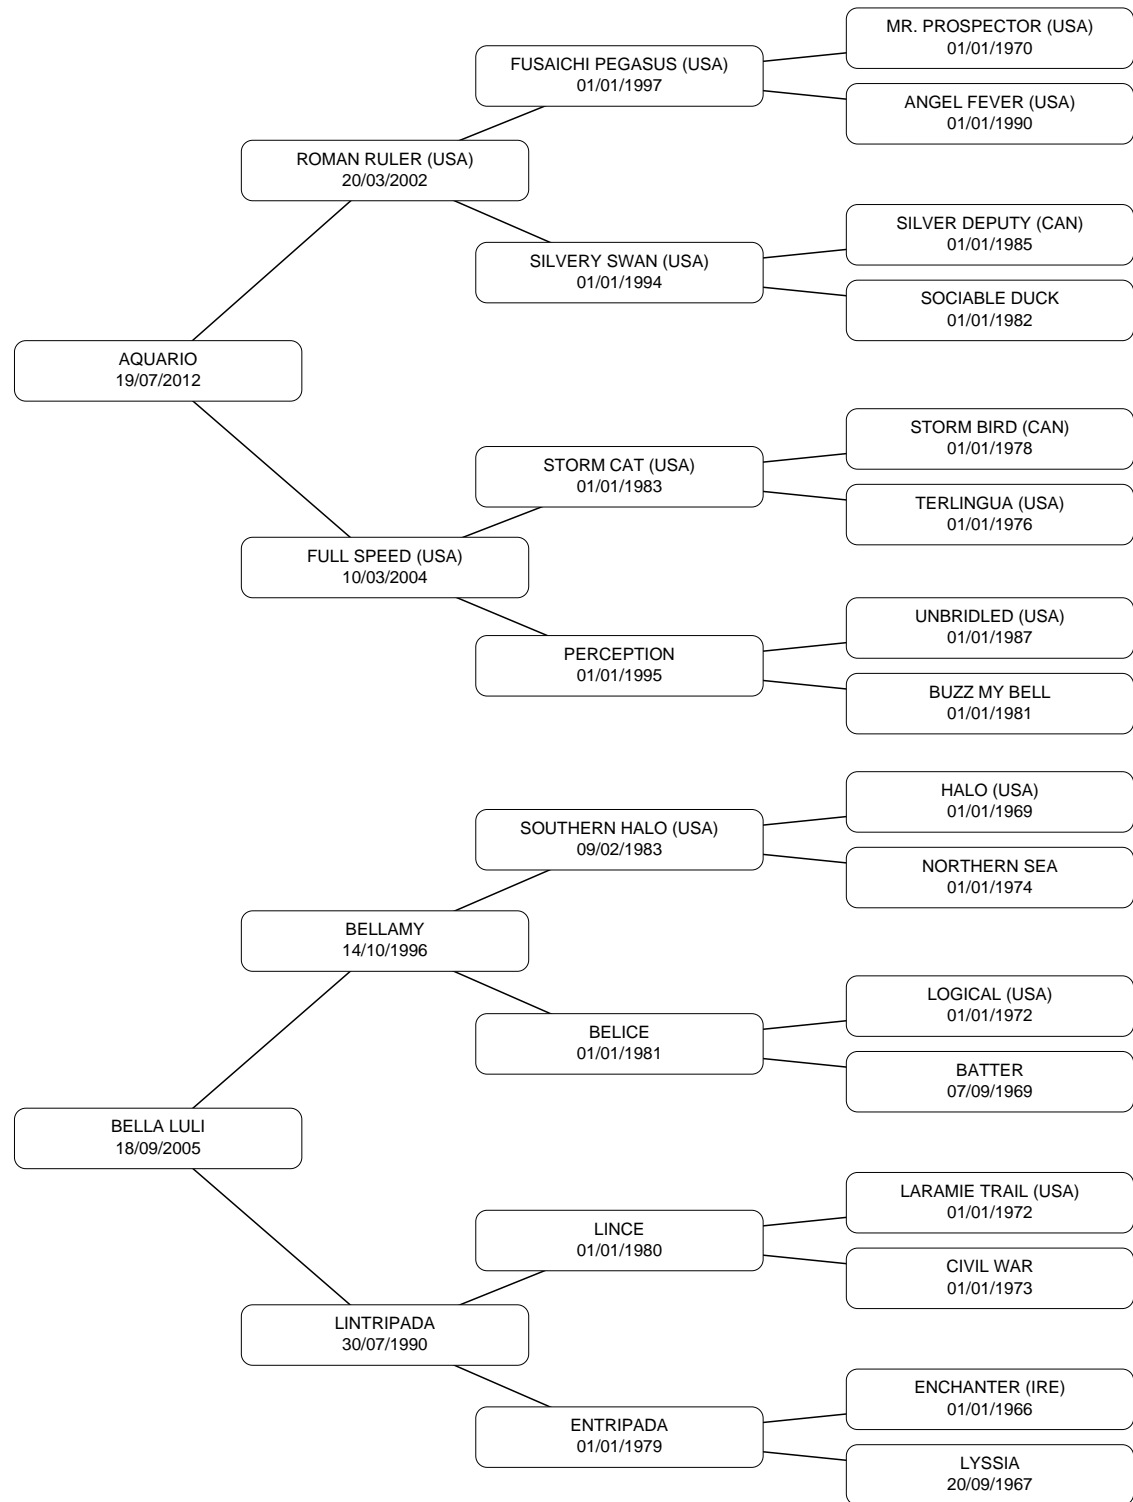 MR. PROSPECTOR (USA)
01/01/1970
FUSAICHI PEGASUS (USA)
01/01/1997
ANGEL FEVER (USA)
01/01/1990
ROMAN RULER (USA)
20/03/2002
SILVER DEPUTY (CAN)
01/01/1985
SILVERY SWAN (USA)
01/01/1994
SOCIABLE DUCK
01/01/1982
AQUARIO
19/07/2012
STORM BIRD (CAN)
01/01/1978
STORM CAT (USA)
01/01/1983
TERLINGUA (USA)
01/01/1976
FULL SPEED (USA)
10/03/2004
UNBRIDLED (USA)
01/01/1987
PERCEPTION
01/01/1995
BUZZ MY BELL
01/01/1981
HALO (USA)
01/01/1969
SOUTHERN HALO (USA)
09/02/1983
NORTHERN SEA
01/01/1974
BELLAMY
14/10/1996
LOGICAL (USA)
01/01/1972
BELICE
01/01/1981
BATTER
07/09/1969
BELLA LULI
18/09/2005
LARAMIE TRAIL (USA)
01/01/1972
LINCE
01/01/1980
CIVIL WAR
01/01/1973
LINTRIPADA
30/07/1990
ENCHANTER (IRE)
01/01/1966
ENTRIPADA
01/01/1979
LYSSIA
20/09/1967